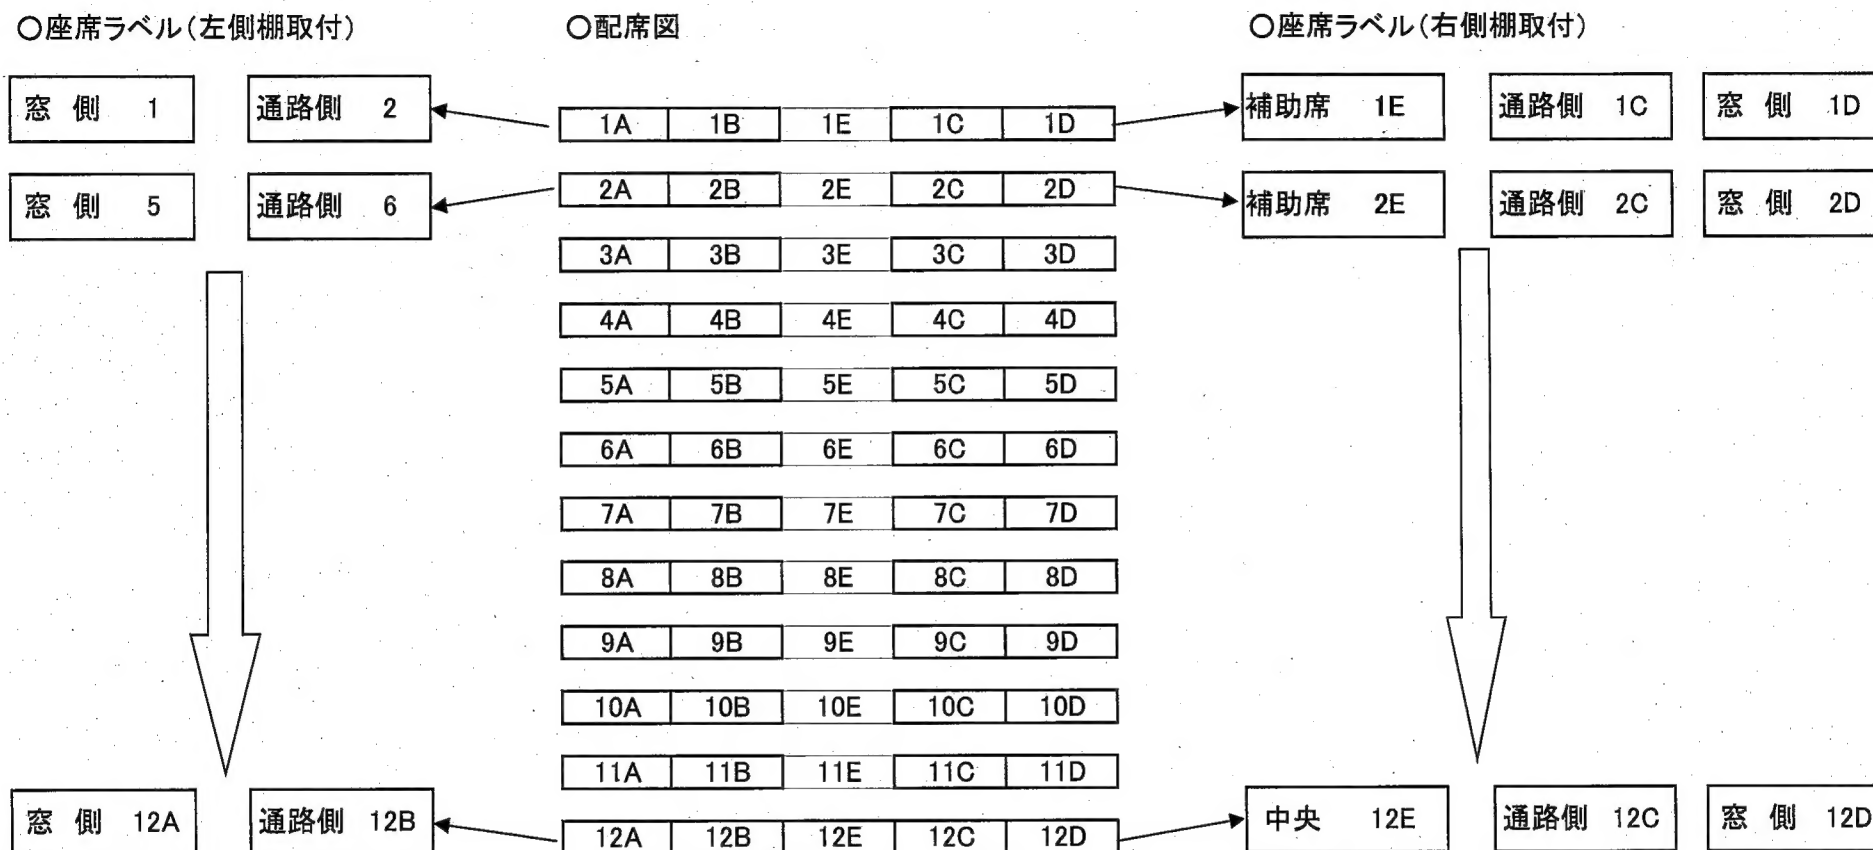 〇座席ラベル(左側棚取付) 〇配席図 〇座席ラベル(右側棚取付)
窓 側 1 通路側 2 1A 1B 1E 1C 1D 補助席 1E 通路側 1C 窓 側 1D
窓 側 5 通路側 6 2A 2B 2E 2C 2D 補助席 2E 通路側 2C 窓 側 2D
3A 3B 3E 3C 3D
4A 4B 4E 4C 4D
5A 5B 5E 5C 5D
6A 6B 6E 6C 6D
7A 7B 7E 7C 7D
8A 8B 8E 8C 8D
9A 9B 9E 9C 9D
10A 10B 10E 10C 10D
11A 11B 11E 11C 11D
窓 側 12A 通路側 12B 12A 12B 12E 12C 12D 中央 12E 通路側 12C 窓 側 12D